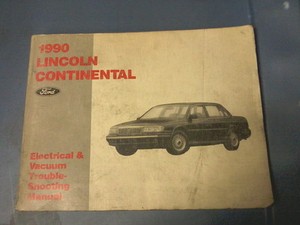 1990
LINCOLN
CONTINENTAL
Ford
Electrical &
Vacuum
Trouble-
Shooting
Manual